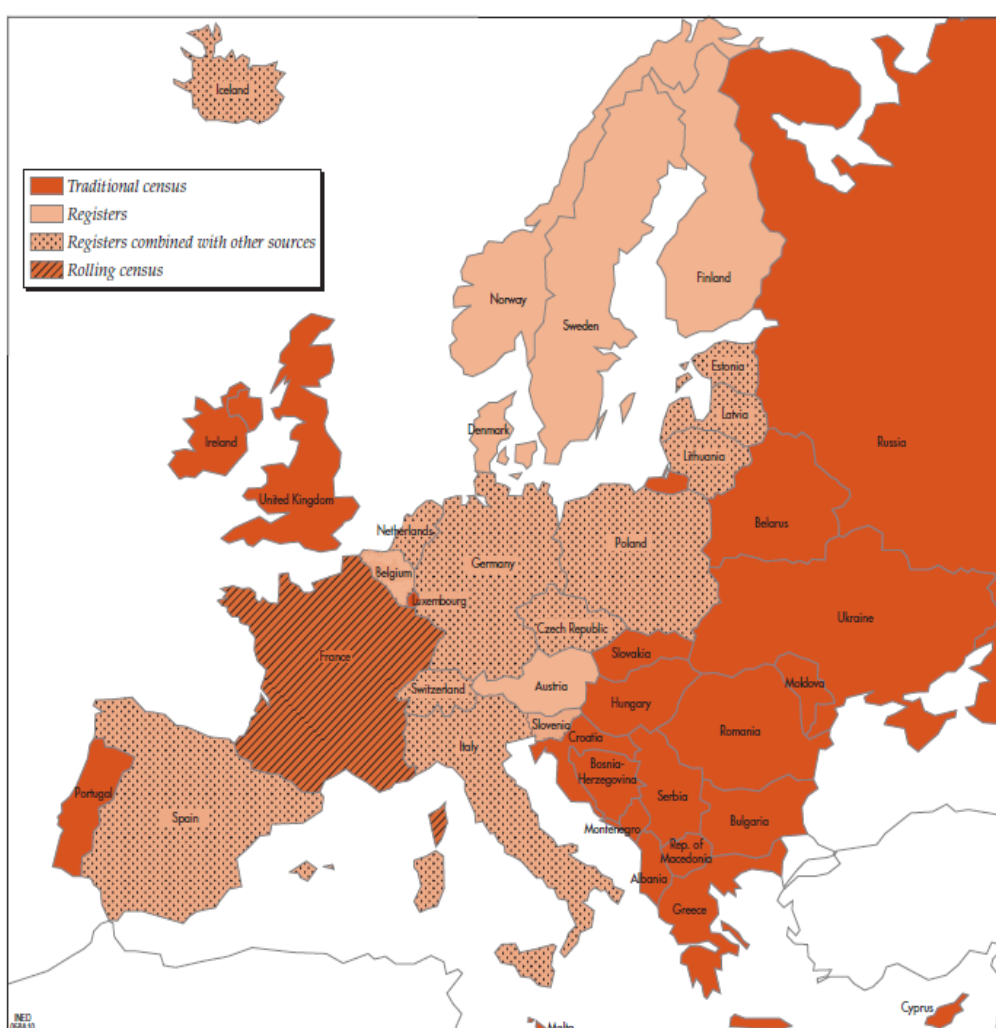 Iceland
Traditional census
Registers
Registers combined with other sources
Rolling census
Norway
Sweden
Finland
Estonia
Latvia
Lithuania
Denmark
Russia
Ireland
United Kingdom
Netherlands
Belgium
Luxembourg
Germany
Poland
Belarus
Ukraine
Czech Republic
Slovakia
France
Switzerland
Austria
Hungary
Moldova
Slovenia
Croatia
Romania
Italy
Bosnia-
Herzegovina
Serbia
Portugal
Spain
Montenegro
Bulgaria
Rep. of
Macedonia
Albania
Greece
Cyprus
Malta
INED